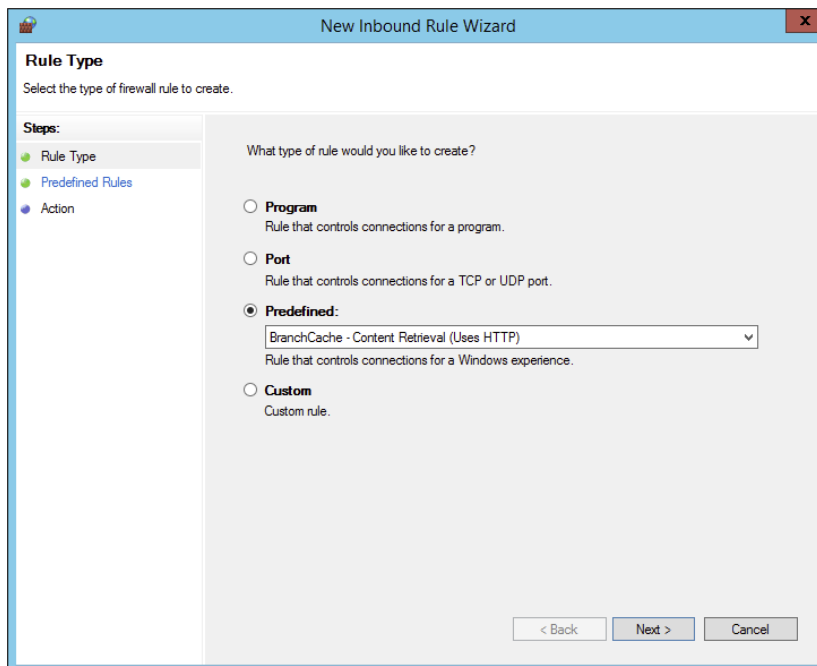 New Inbound Rule Wizard
x
Rule Type
Select the type of firewall rule to create.
Steps:
Rule Type
Predefined Rules
Action
What type of rule would you like to create?
Program
Rule that controls connections for a program.
Port
Rule that controls connections for a TCP or UDP port.
Predefined:
BranchCache - Content Retrieval (Uses HTTP)
Rule that controls connections for a Windows experience.
Custom
Custom rule.
< Back Next > Cancel